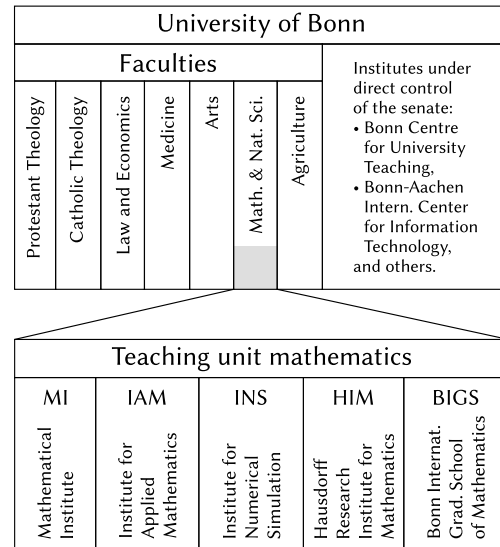 University of Bonn
Faculties
Protestant Theology
Catholic Theology
Law and Economics
Medicine
Arts
Math. & Nat. Sci.
Agriculture
Institutes under
direct control
of the senate:
• Bonn Centre
for University
Teaching,
• Bonn-Aachen
Intern. Center
for Information
Technology,
and others.
Teaching unit mathematics
MI
Mathematical
Institute
IAM
Institute for
Applied
Mathematics
INS
Institute for
Numerical
Simulation
HIM
Hausdorff
Research
Institute for
Mathematics
BIGS
Bonn Internat.
Grad. School
of Mathematics